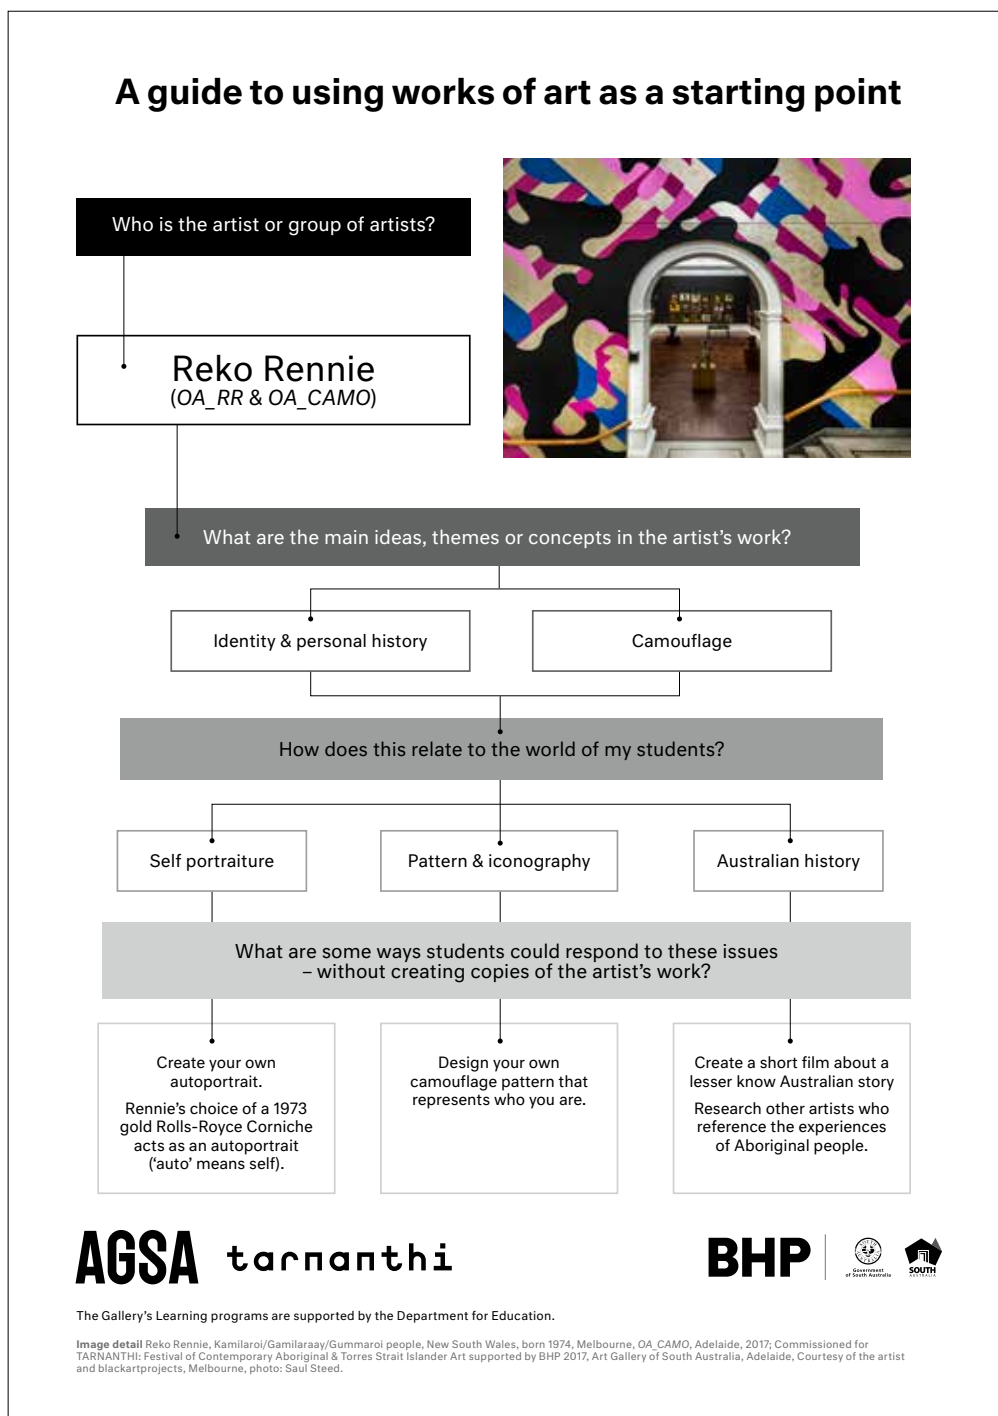 A guide to using works of art as a starting point
Who is the artist or group of artists?
Reko Rennie
(OA_RR & OA_CAMO)
What are the main ideas, themes or concepts in the artist's work?
Identity & personal history
Camouflage
How does this relate to the world of my students?
Self portraiture
Pattern & iconography
Australian history
What are some ways students could respond to these issues
– without creating copies of the artist's work?
Create your own
autoportrait.
Rennie's choice of a 1973
gold Rolls-Royce Corniche
acts as an autoportrait
('auto' means self).
Design your own
camouflage pattern that
represents who you are.
Create a short film about a
lesser know Australian story
Research other artists who
reference the experiences
of Aboriginal people.
AGSA
tarnanthi
BHP
Government
of South Australia
SOUTH
AUSTRALIA
The Gallery's Learning programs are supported by the Department for Education.
Image detail Reko Rennie, Kamilaroi/Gamilaraay/Gummaroi people, New South Wales, born 1974, Melbourne, OA_CAMO, Adelaide, 2017; Commissioned for
TARNANTHI: Festival of Contemporary Aboriginal & Torres Strait Islander Art supported by BHP 2017, Art Gallery of South Australia, Adelaide, Courtesy of the artist
and blackartprojects, Melbourne, photo: Saul Steed.